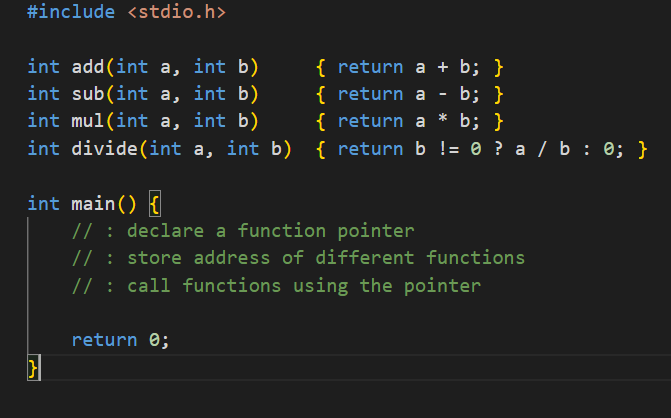 #include <stdio.h>
int add(int a, int b)     { return a + b; }
int sub(int a, int b)     { return a - b; }
int mul(int a, int b)     { return a * b; }
int divide(int a, int b)  { return b != 0 ? a / b : 0; }
int main() {
    // : declare a function pointer
    // : store address of different functions
    // : call functions using the pointer
    return 0;
}